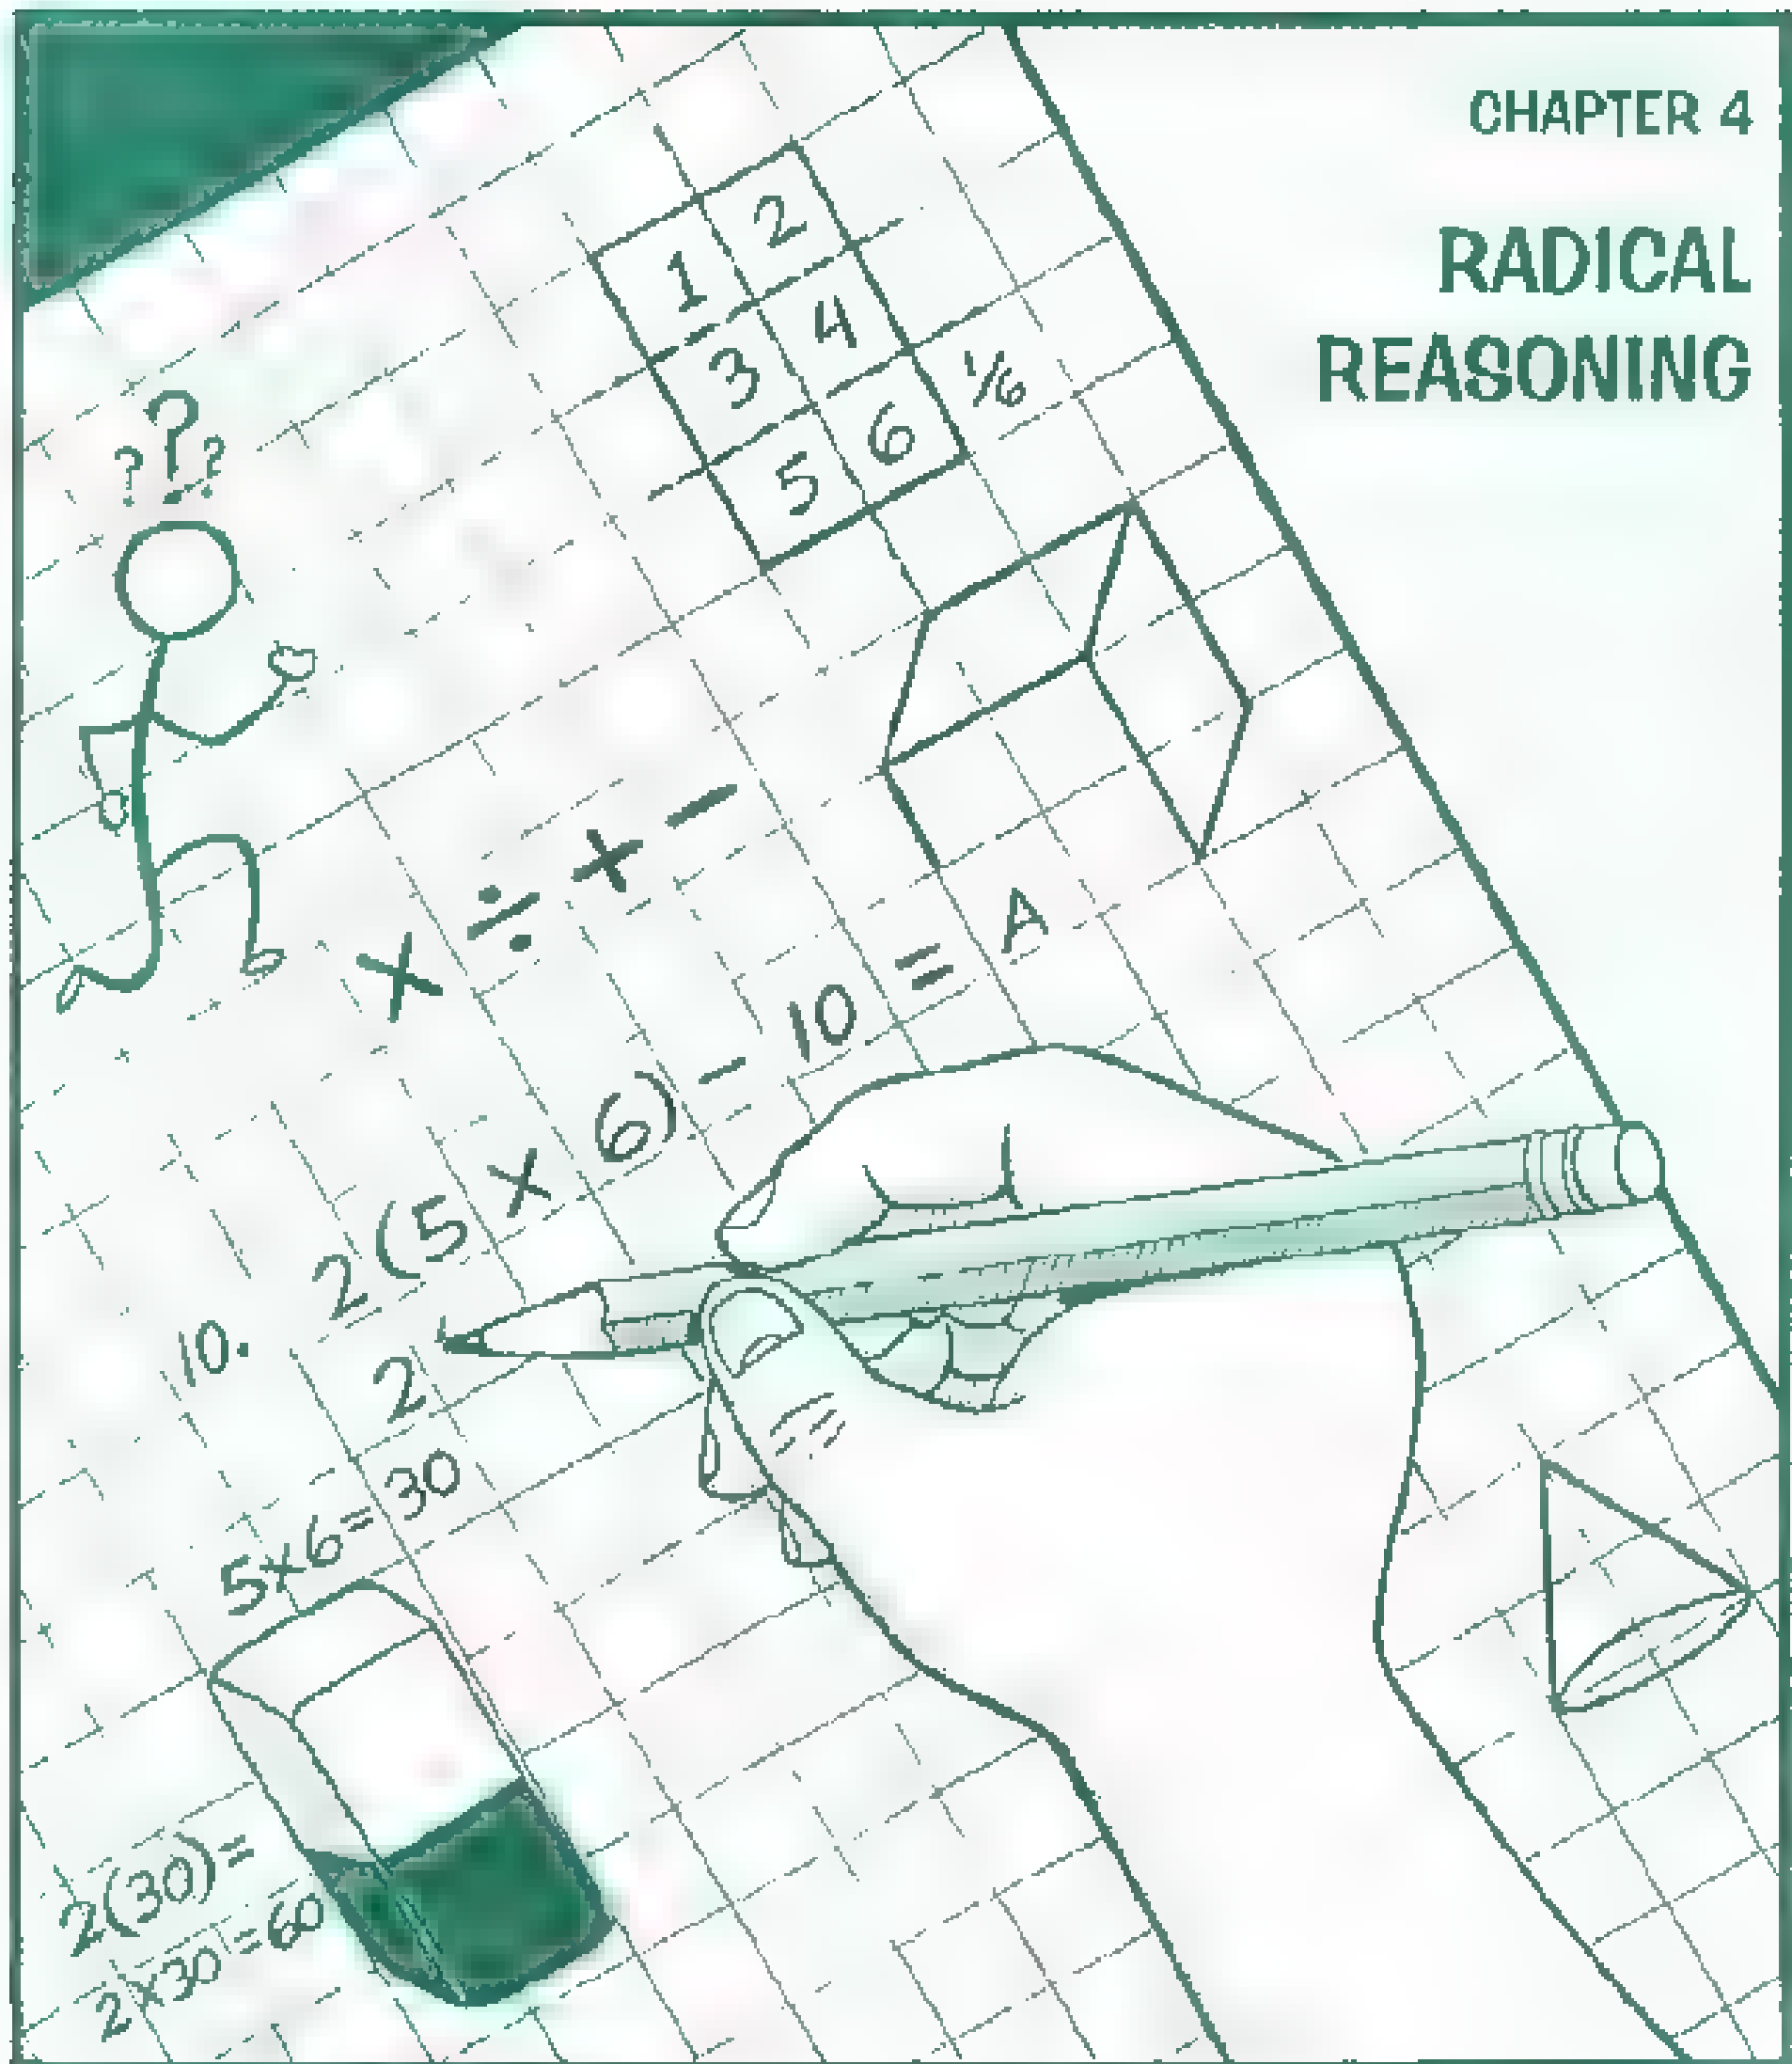 CHAPTER 4
RADICAL
REASONING
1 2
3 4
5 6
1/6
? ? ?
× ÷ + −
10. 2(5 × 6) − 10 = A
2
5×6=30
2(30)=
2×30=60